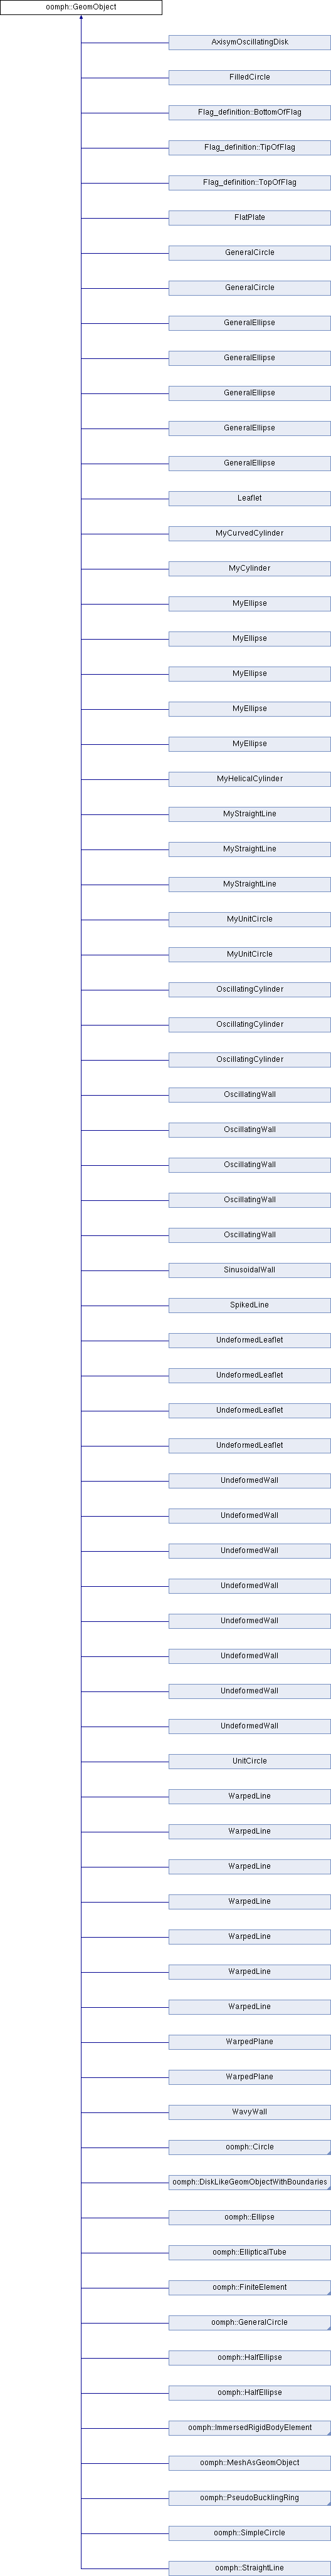 oomph::GeomObject
AxisymOscillatingDisk
FilledCircle
Flag_definition::BottomOfFlag
Flag_definition::TipOfFlag
Flag_definition::TopOfFlag
FlatPlate
GeneralCircle
GeneralCircle
GeneralEllipse
GeneralEllipse
GeneralEllipse
GeneralEllipse
GeneralEllipse
Leaflet
MyCurvedCylinder
MyCylinder
MyEllipse
MyEllipse
MyEllipse
MyEllipse
MyEllipse
MyHelicalCylinder
MyStraightLine
MyStraightLine
MyStraightLine
MyUnitCircle
MyUnitCircle
OscillatingCylinder
OscillatingCylinder
OscillatingCylinder
OscillatingWall
OscillatingWall
OscillatingWall
OscillatingWall
OscillatingWall
SinusoidalWall
SpikedLine
UndeformedLeaflet
UndeformedLeaflet
UndeformedLeaflet
UndeformedLeaflet
UndeformedWall
UndeformedWall
UndeformedWall
UndeformedWall
UndeformedWall
UndeformedWall
UndeformedWall
UndeformedWall
UnitCircle
WarpedLine
WarpedLine
WarpedLine
WarpedLine
WarpedLine
WarpedLine
WarpedLine
WarpedPlane
WarpedPlane
WavyWall
oomph::Circle
oomph::DiskLikeGeomObjectWithBoundaries
oomph::Ellipse
oomph::EllipticalTube
oomph::FiniteElement
oomph::GeneralCircle
oomph::HalfEllipse
oomph::HalfEllipse
oomph::ImmersedRigidBodyElement
oomph::MeshAsGeomObject
oomph::PseudoBucklingRing
oomph::SimpleCircle
oomph::StraightLine